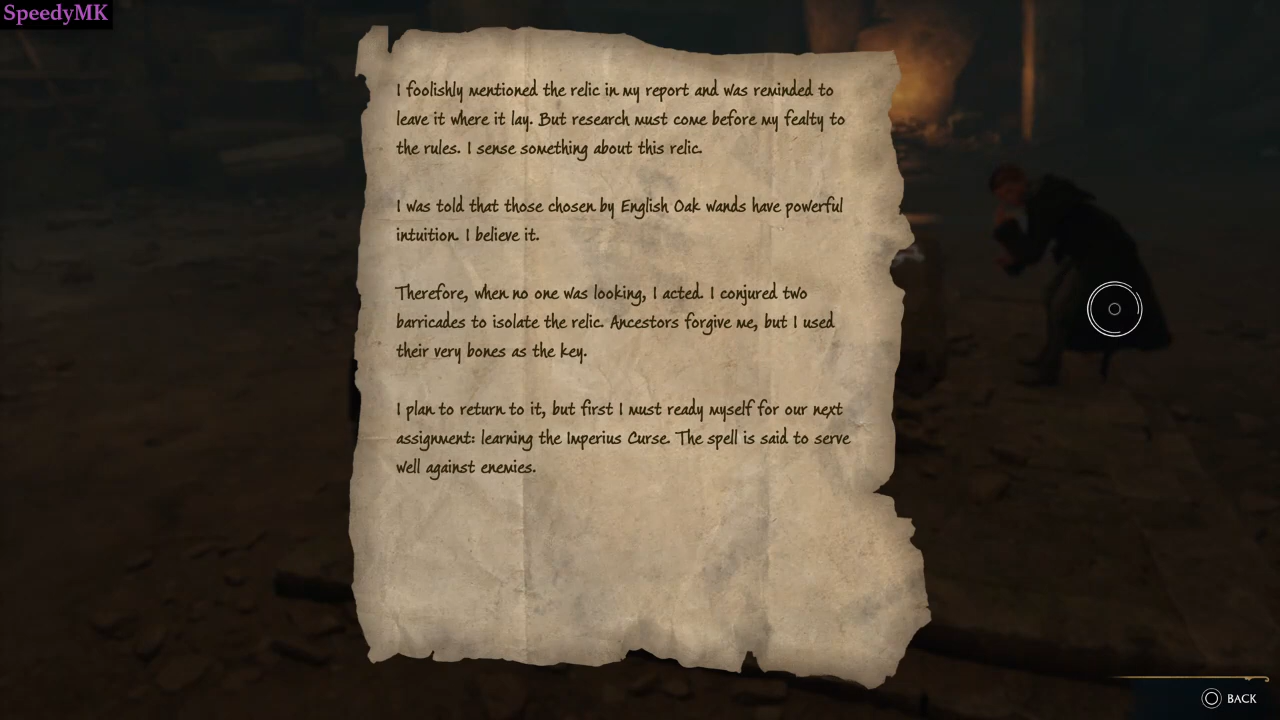 SpeedyMK
I foolishly mentioned the relic in my report and was reminded to
leave it where it lay. But research must come before my fealty to
the rules. I sense something about this relic.
I was told that those chosen by English Oak wands have powerful
intuition. I believe it.
Therefore, when no one was looking, I acted. I conjured two
barricades to isolate the relic. Ancestors forgive me, but I used
their very bones as the key.
I plan to return to it, but first I must ready myself for our next
assignment: learning the Imperius Curse. The spell is said to serve
well against enemies.
BACK